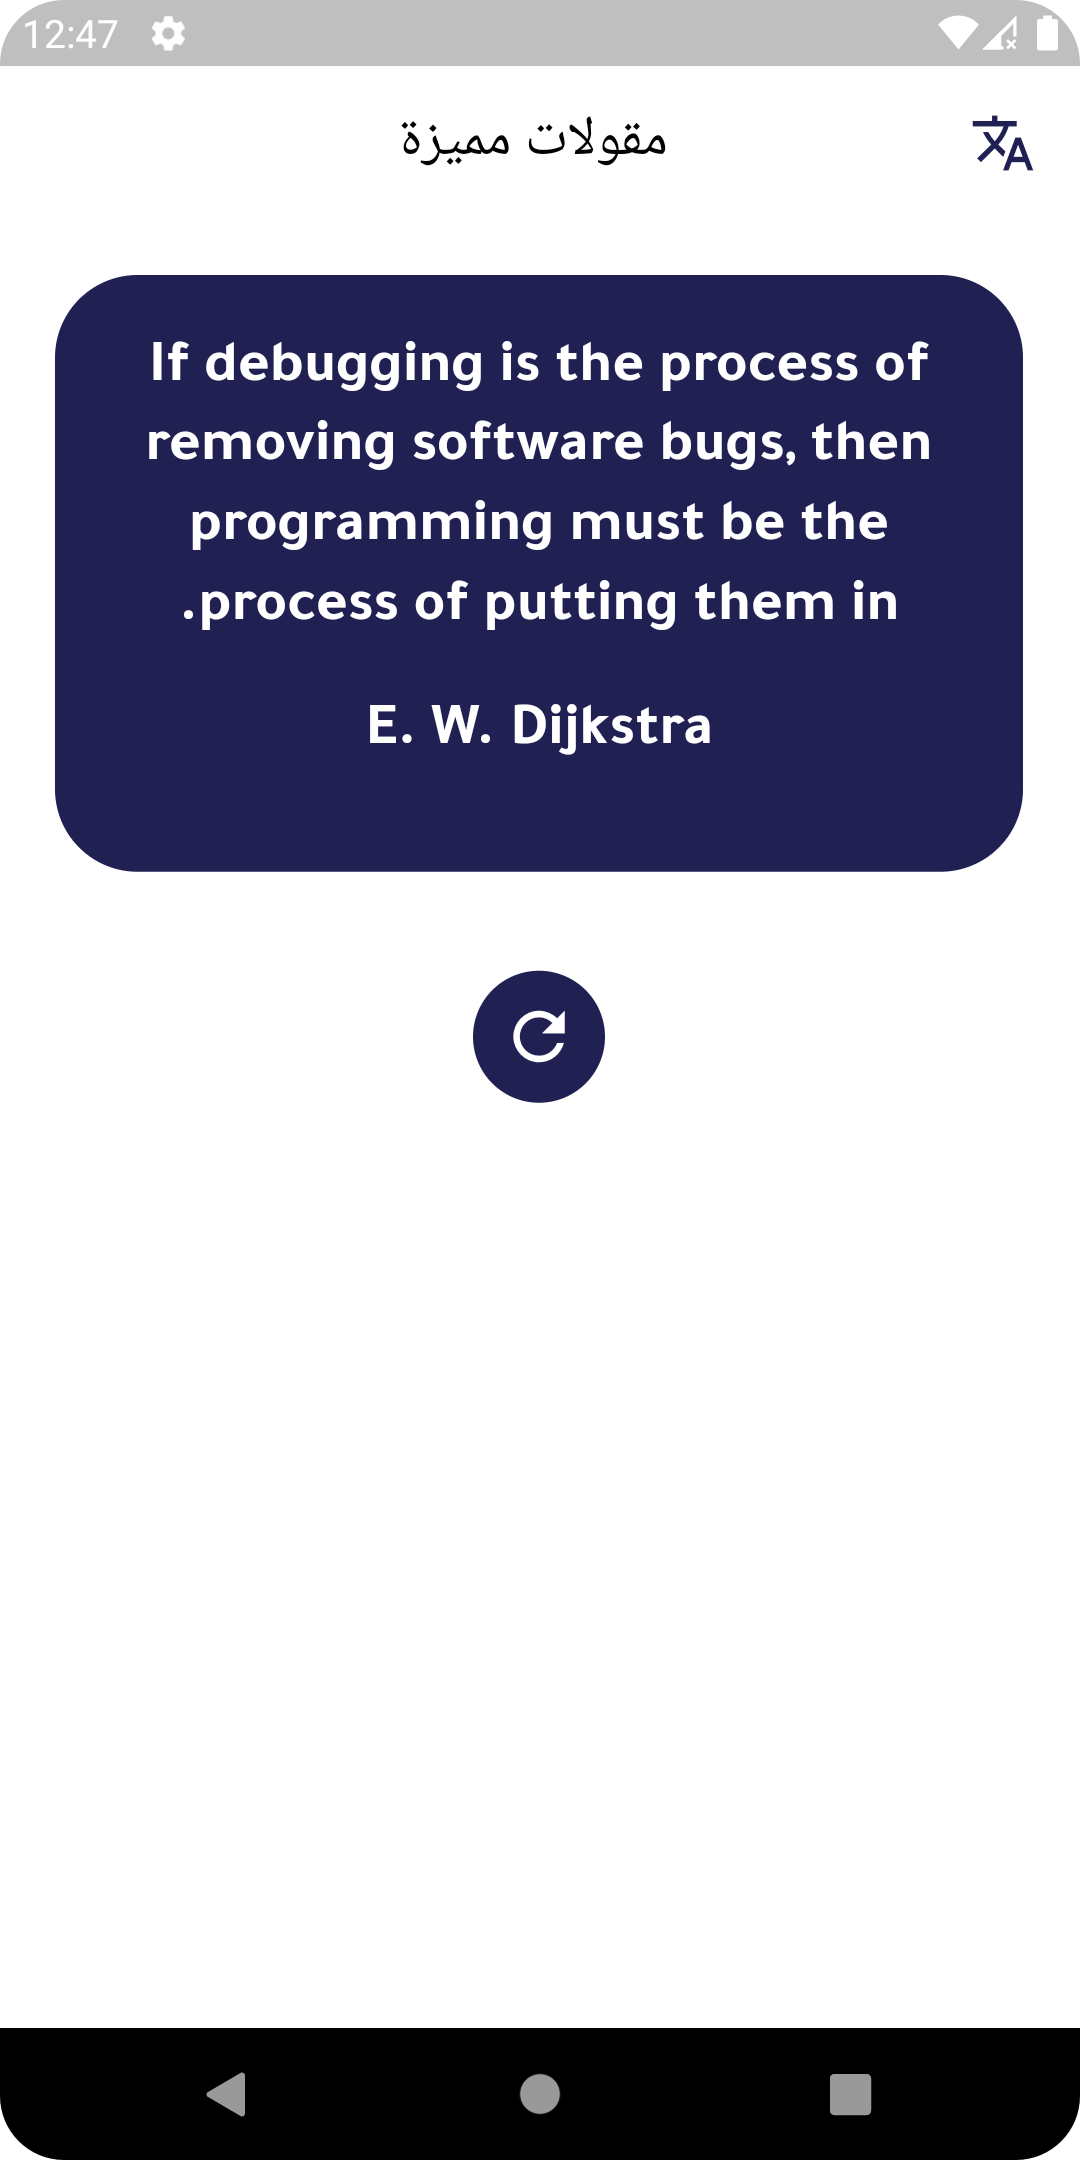 12:47
مقولات مميزة
If debugging is the process of
removing software bugs, then
programming must be the
.process of putting them in
E. W. Dijkstra